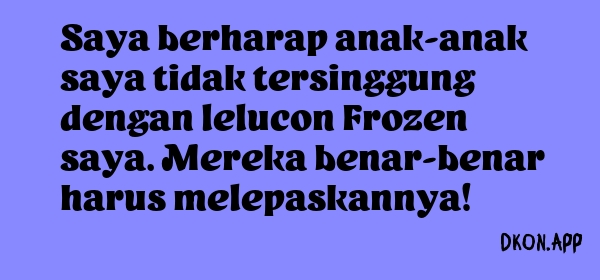 Saya berharap anak-anak
saya tidak tersinggung
dengan lelucon Frozen
saya. Mereka benar-benar
harus melepaskannya!
DKON.APP